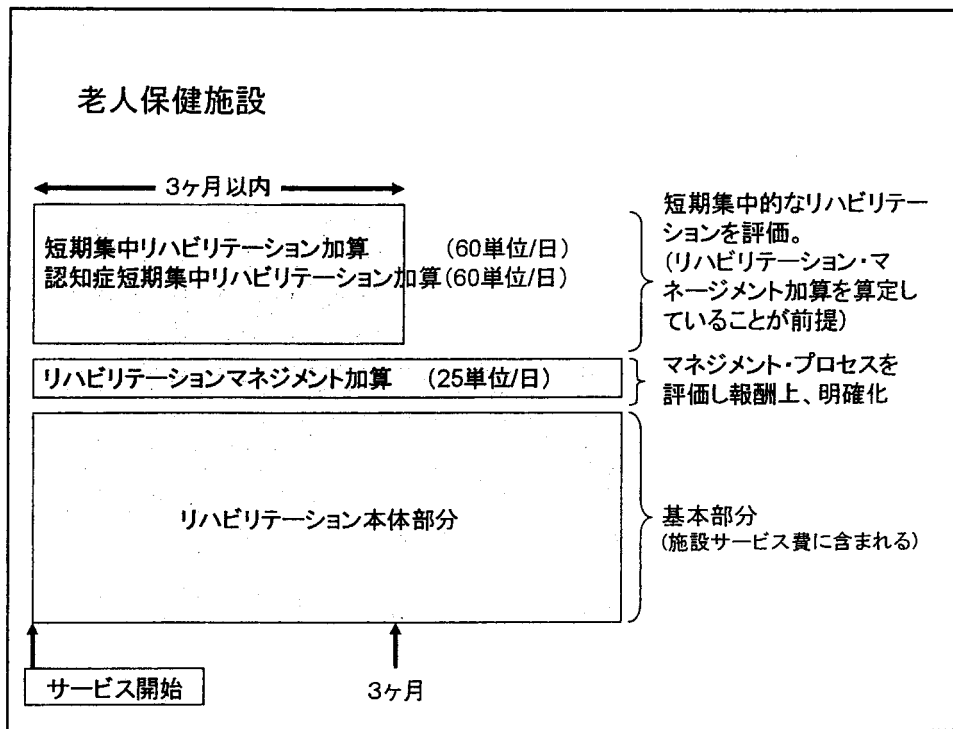 老人保健施設
3ヶ月以内
短期集中リハビリテーション加算 (60単位/日)
認知症短期集中リハビリテーション加算(60単位/日)
短期集中的なリハビリテー
ションを評価。
(リハビリテーション・マ
ネージメント加算を算定し
ていることが前提)
リハビリテーションマネジメント加算 (25単位/日)
マネジメント・プロセスを
評価し報酬上、明確化
リハビリテーション本体部分
基本部分
(施設サービス費に含まれる)
サービス開始
3ヶ月